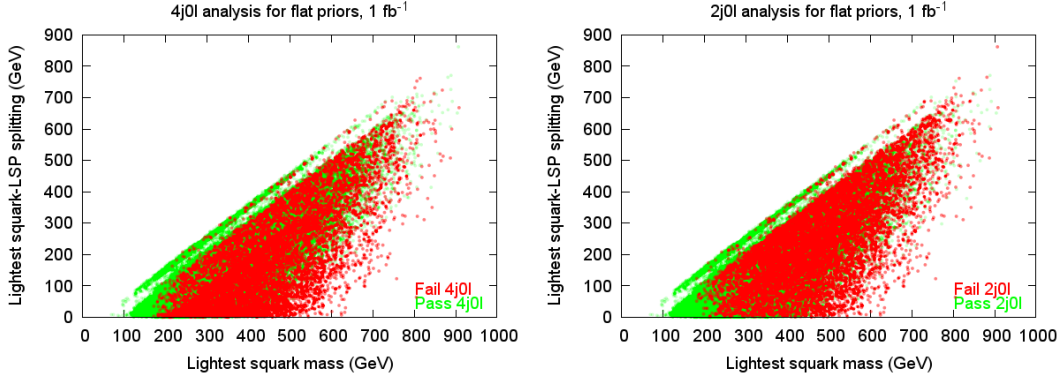 4j0l analysis for flat priors, 1 fb⁻¹
Lightest squark-LSP splitting (GeV)
900
800
700
600
500
400
300
200
100
0
Fail 4j0l
Pass 4j0l
0 100 200 300 400 500 600 700 800 900 1000
Lightest squark mass (GeV)
2j0l analysis for flat priors, 1 fb⁻¹
Lightest squark-LSP splitting (GeV)
900
800
700
600
500
400
300
200
100
0
Fail 2j0l
Pass 2j0l
0 100 200 300 400 500 600 700 800 900 1000
Lightest squark mass (GeV)